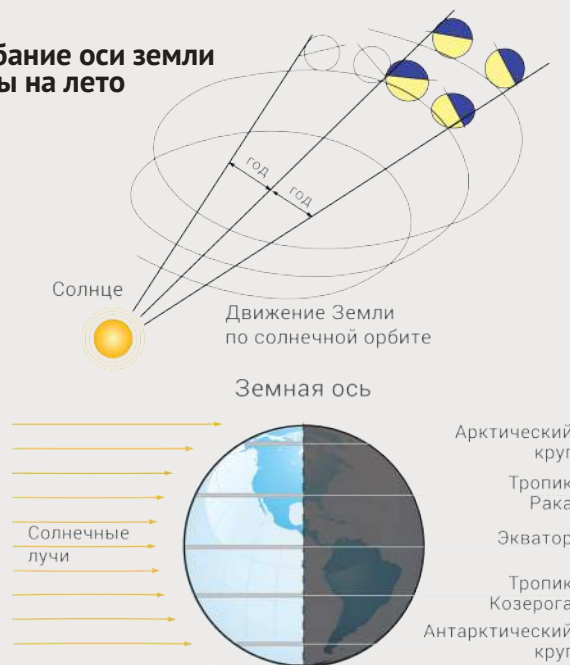 бание оси земли
ы на лето
год
год
Солнце
Движение Земли
по солнечной орбите
Земная ось
Арктический
круг
Тропик
Рака
Солнечные
лучи
Экватор
Тропик
Козерога
Антарктический
круг